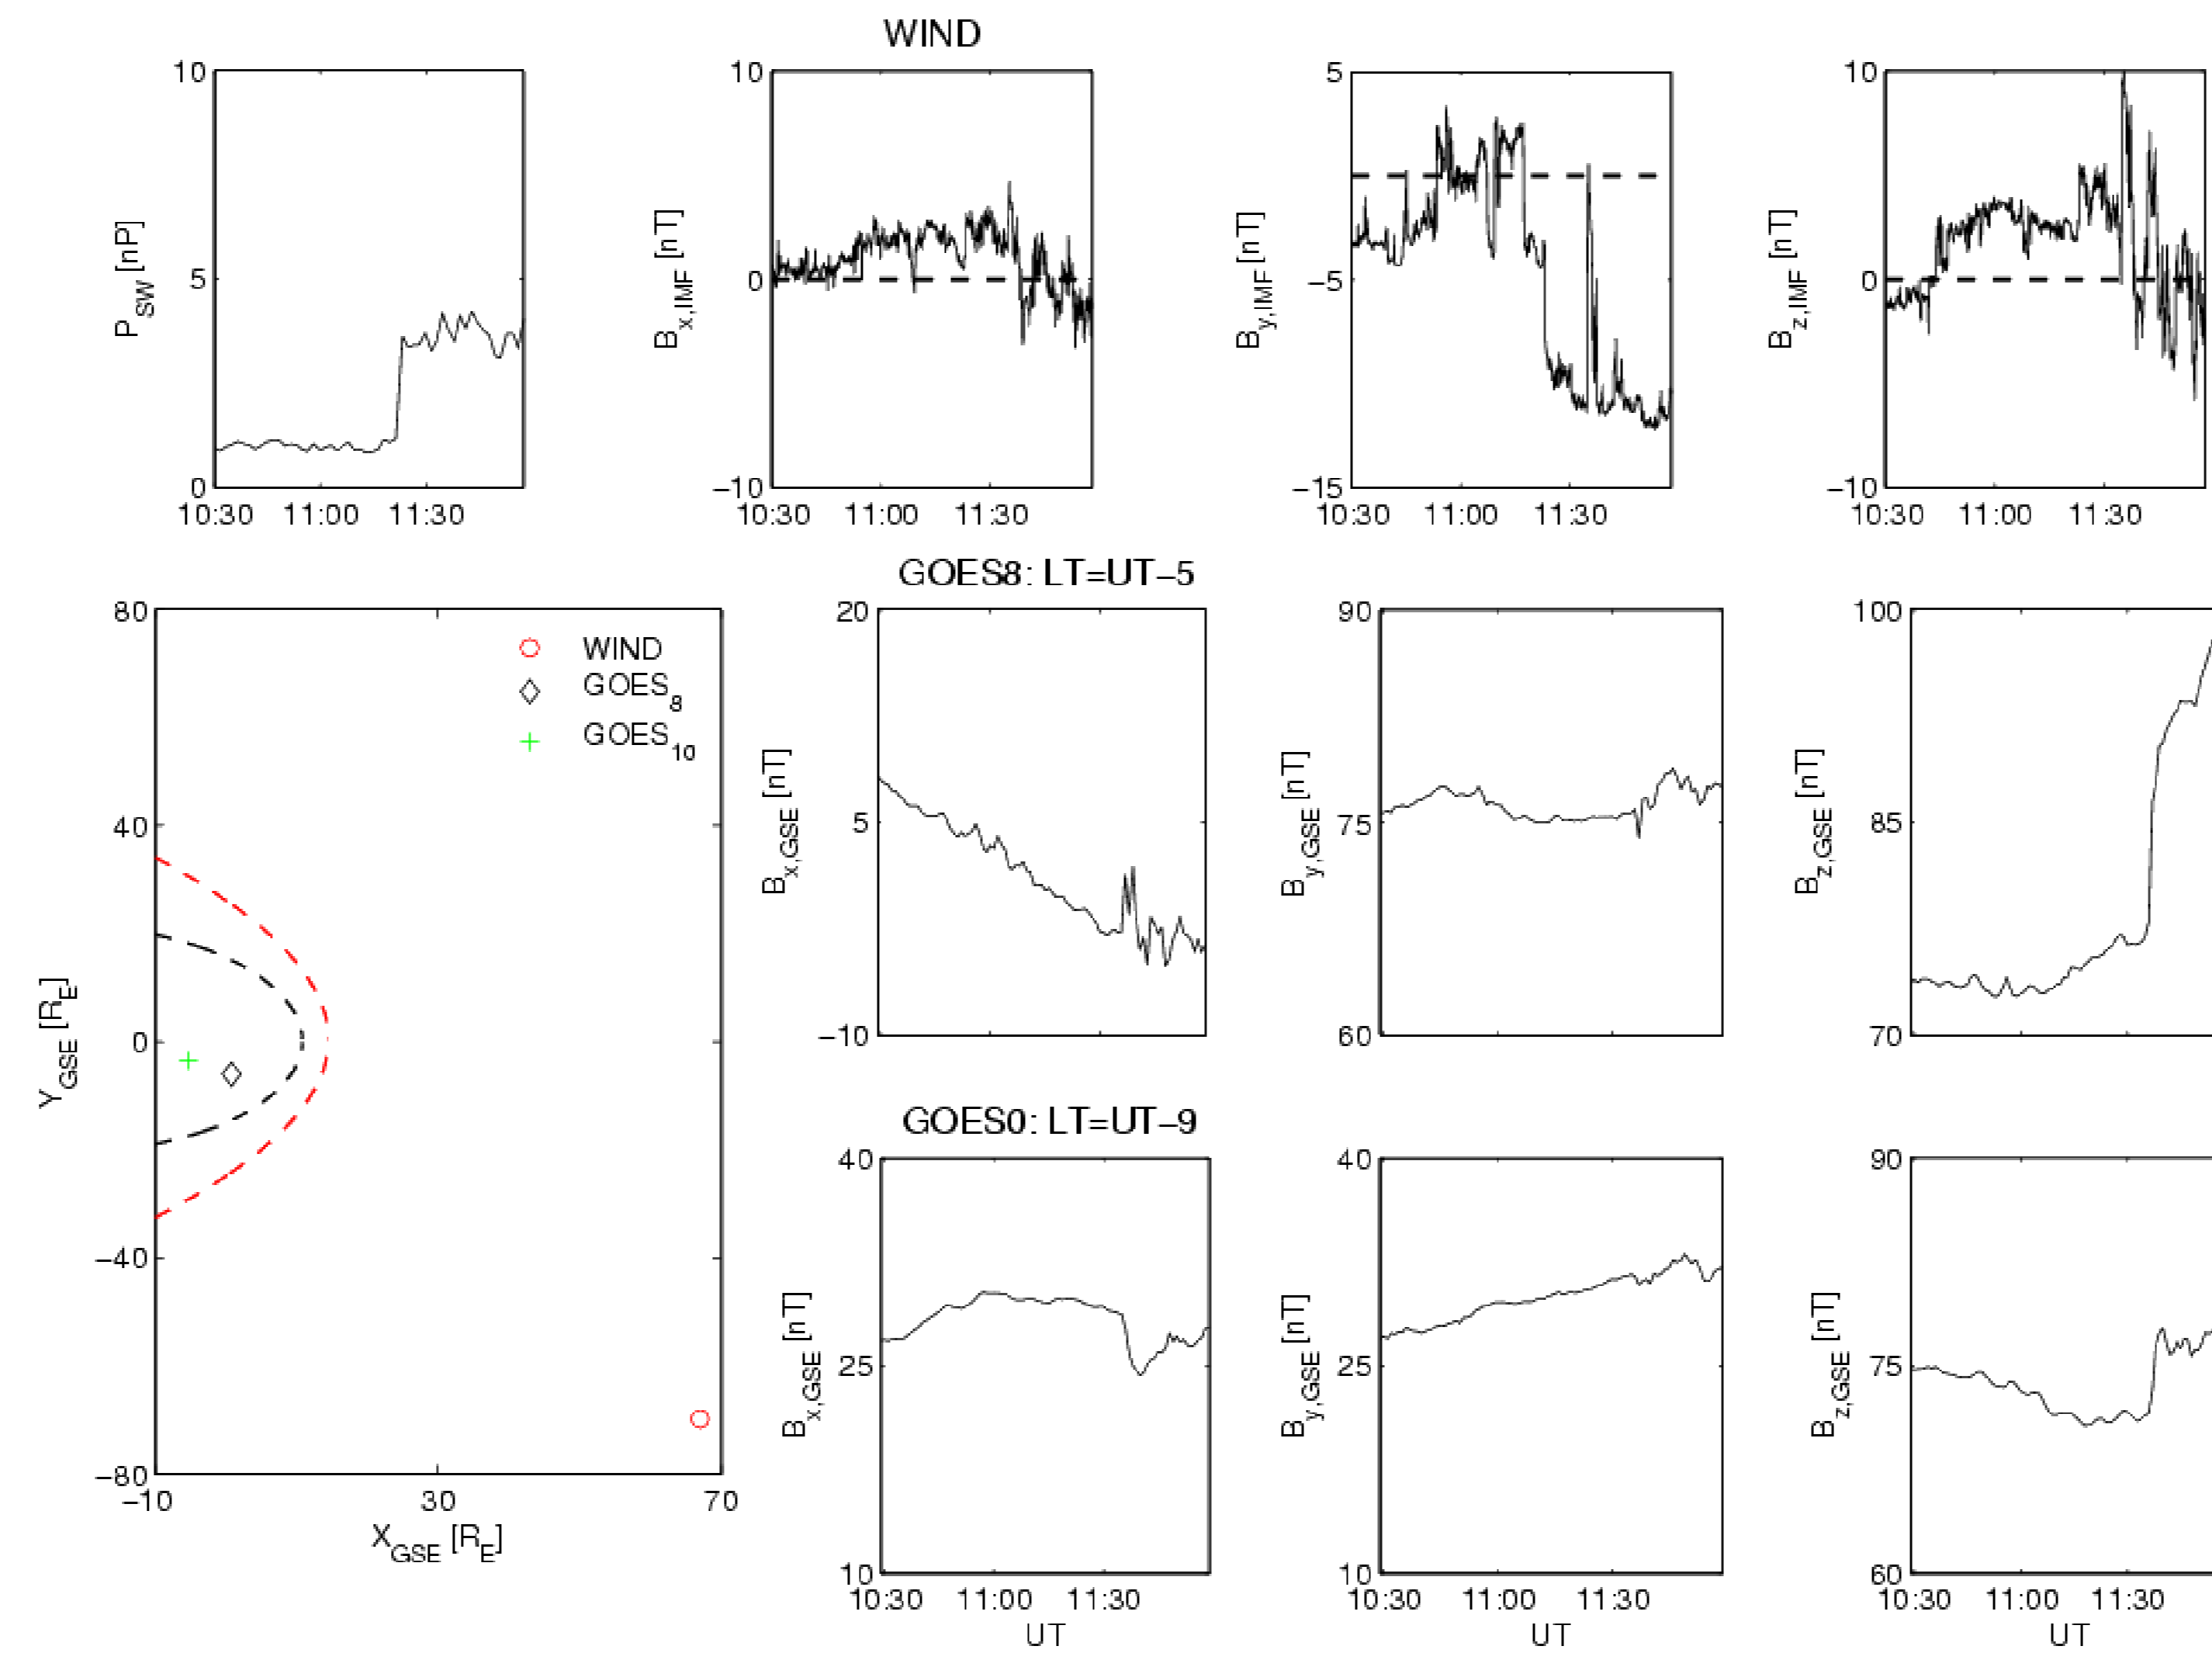 WIND
10
5
0
P_SW [nP]
10:30 11:00 11:30
10
0
−10
B_x,IMF [nT]
10:30 11:00 11:30
5
−5
−15
B_y,IMF [nT]
10:30 11:00 11:30
10
0
−10
B_z,IMF [nT]
10:30 11:00 11:30
80
40
0
−40
−80
Y_GSE [R_E]
−10 30 70
X_GSE [R_E]
WIND
GOES_8
GOES_10
GOES8: LT=UT−5
20
5
−10
B_x,GSE [nT]
90
75
60
B_y,GSE [nT]
100
85
70
B_z,GSE [nT]
GOES0: LT=UT−9
40
25
10
B_x,GSE [nT]
10:30 11:00 11:30
UT
40
25
10
B_y,GSE [nT]
10:30 11:00 11:30
UT
90
75
60
B_z,GSE [nT]
10:30 11:00 11:30
UT